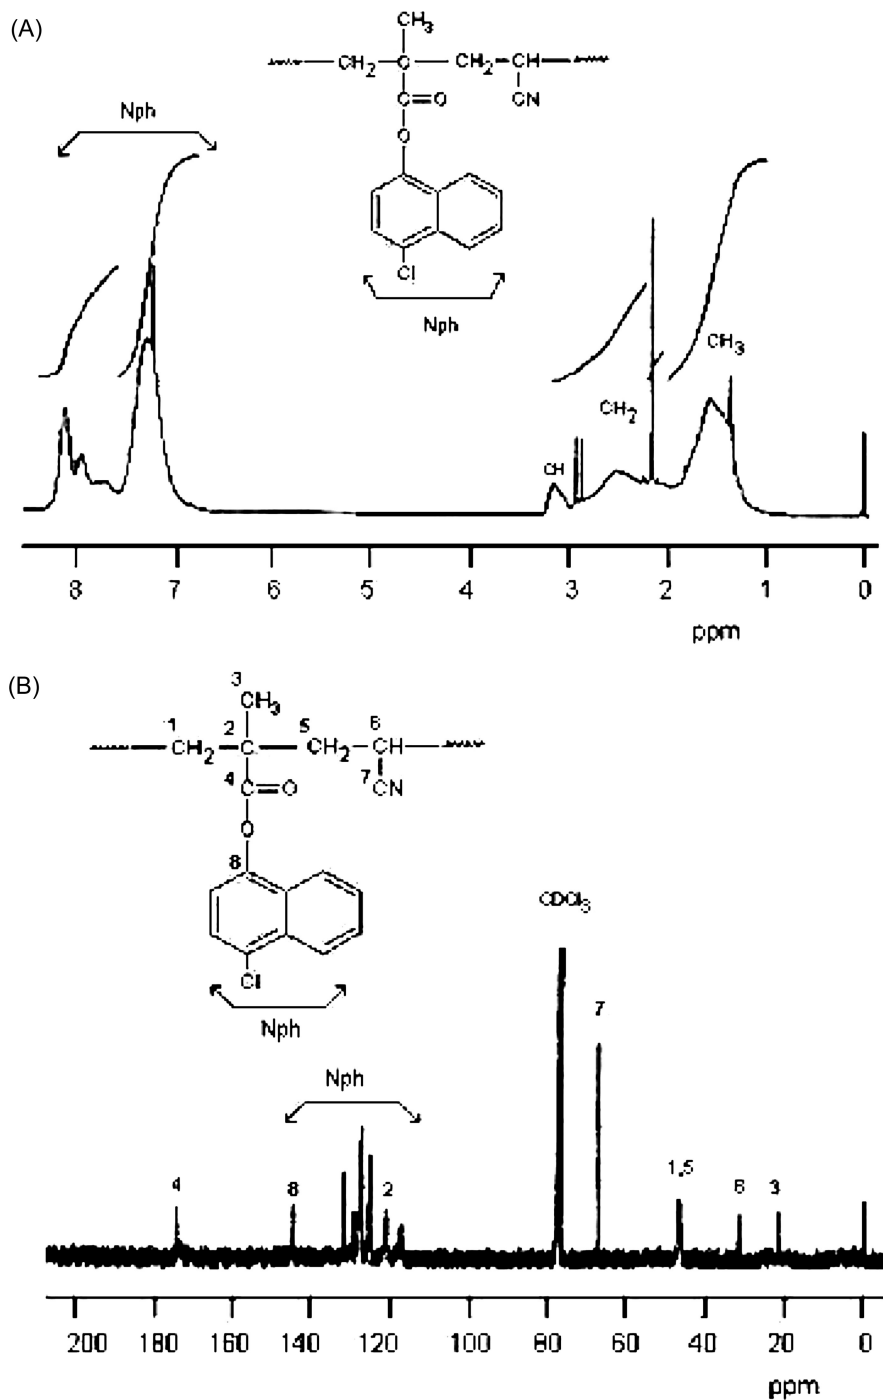 (A)
CH3
CH2 C CH2 CH
C=O CN
O
Nph
Cl
Nph
CH3
CH2
CH
8 7 6 5 4 3 2 1 0
ppm
(B)
3
CH3
1 2 5 6
CH2 C CH2 CH
4 C=O 7 CN
O
8
Cl
Nph
CDCl3
7
Nph
4 8 2 1,5 6 3
200 180 160 140 120 100 80 60 40 20 0
ppm